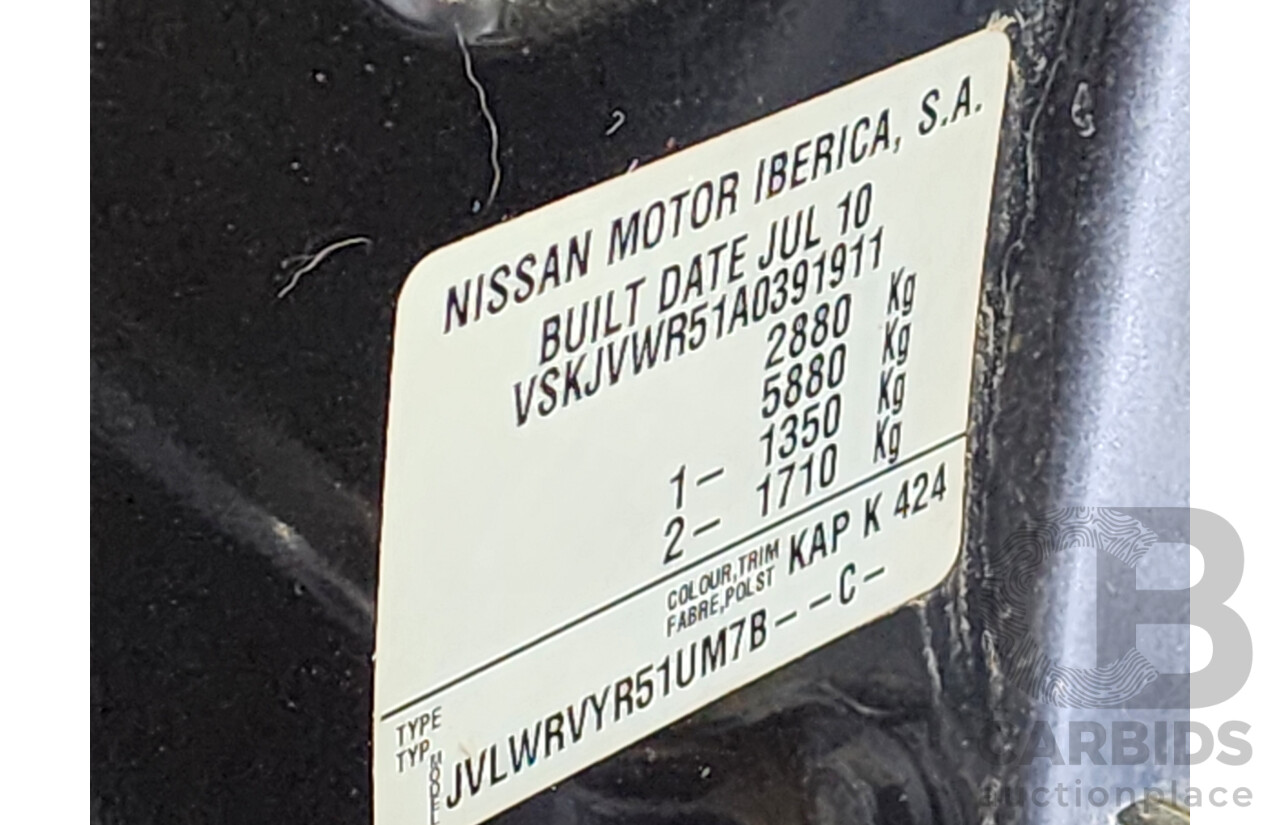 NISSAN MOTOR IBERICA, S.A.
BUILT DATE JUL 10
VSKJVWR51A0391911
2880 Kg
5880 Kg
1- 1350 Kg
2- 1710 Kg
COLOUR,TRIM KAP K 424
FABRE,POLST
TYPE
TYP
MODEL JVLWRVYR51UM7B--C-
CB
CARBIDS
auctionplace